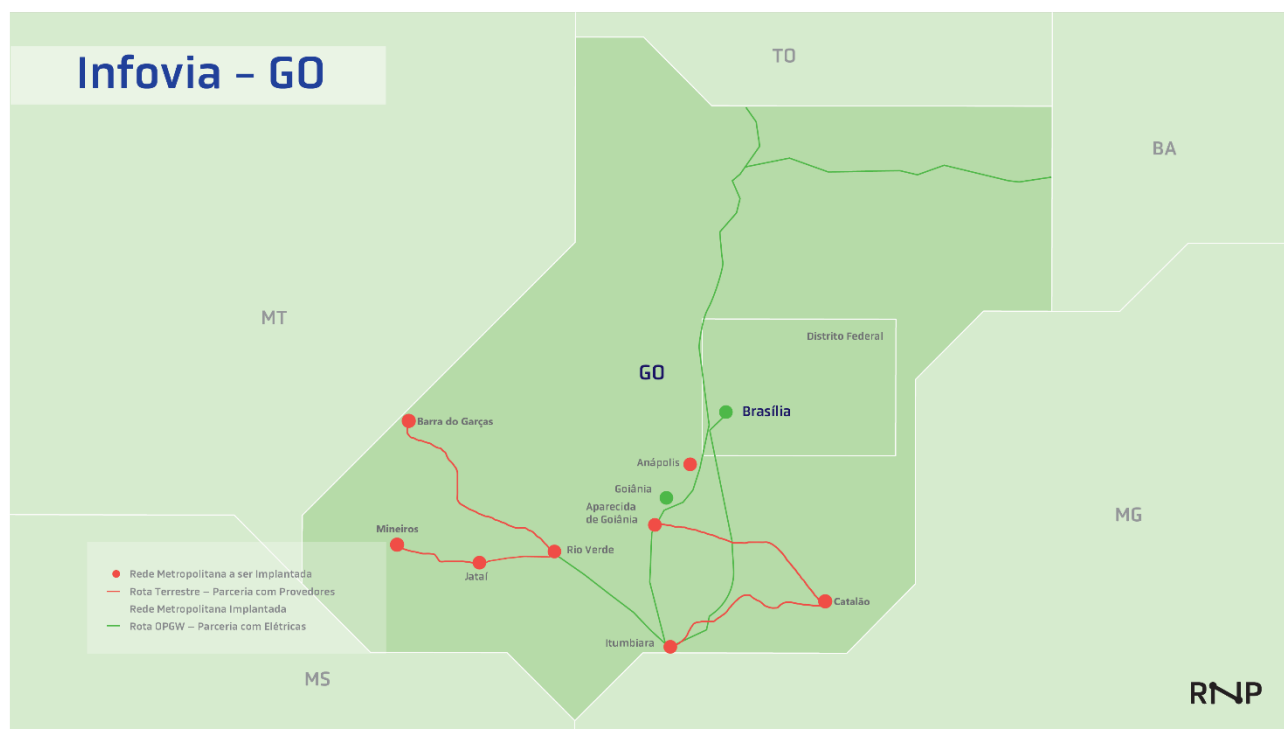 Infovia – GO
TO
BA
MT
Distrito Federal
GO
Brasília
Barra do Garças
Anápolis
Goiânia
Aparecida
de Goiânia
MG
Mineiros
Rio Verde
Jataí
Catalão
Itumbiara
Rede Metropolitana a ser Implantada
Rota Terrestre – Parceria com Provedores
Rede Metropolitana Implantada
Rota OPGW – Parceria com Elétricas
MS
RNP